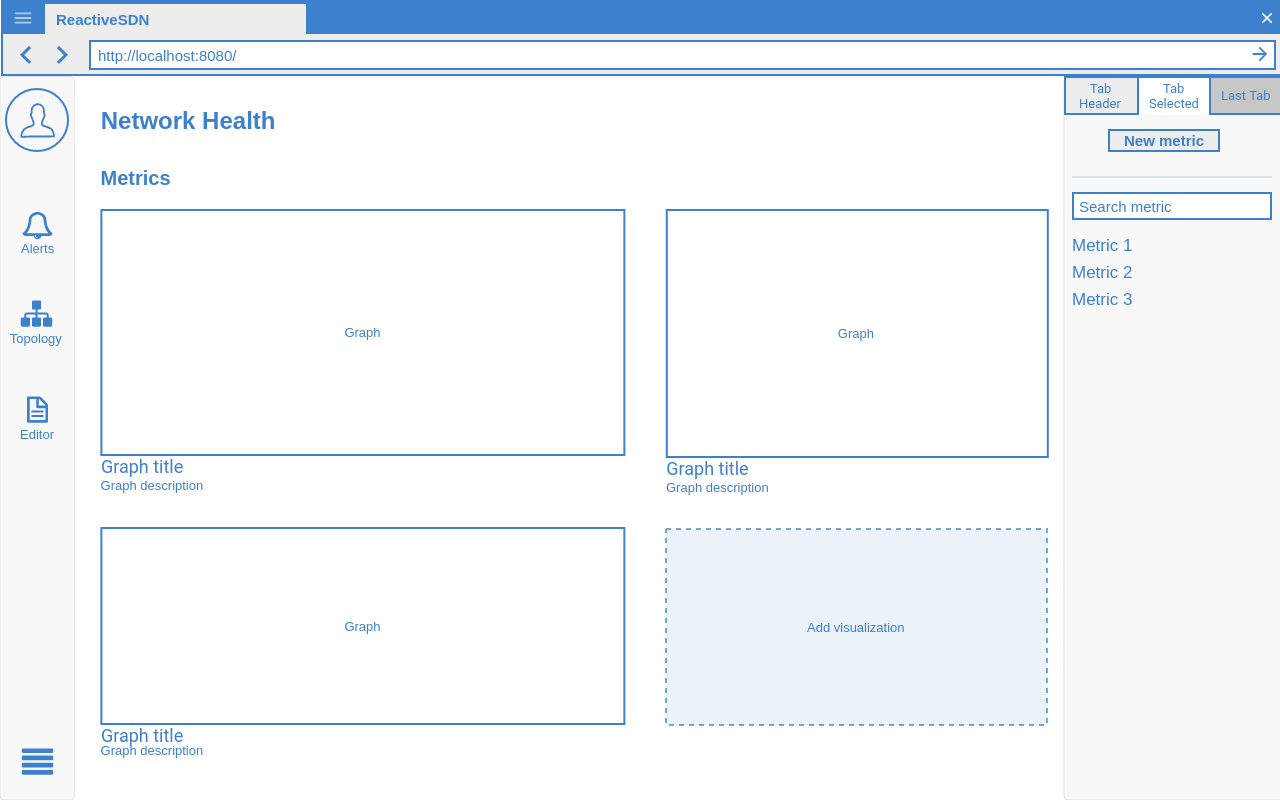 ReactiveSDN
http://localhost:8080/
Alerts
Topology
Editor
Network Health
Metrics
Graph
Graph title
Graph description
Graph
Graph title
Graph description
Graph
Graph title
Graph description
Add visualization
Tab
Header
Tab
Selected
Last Tab
New metric
Search metric
Metric 1
Metric 2
Metric 3